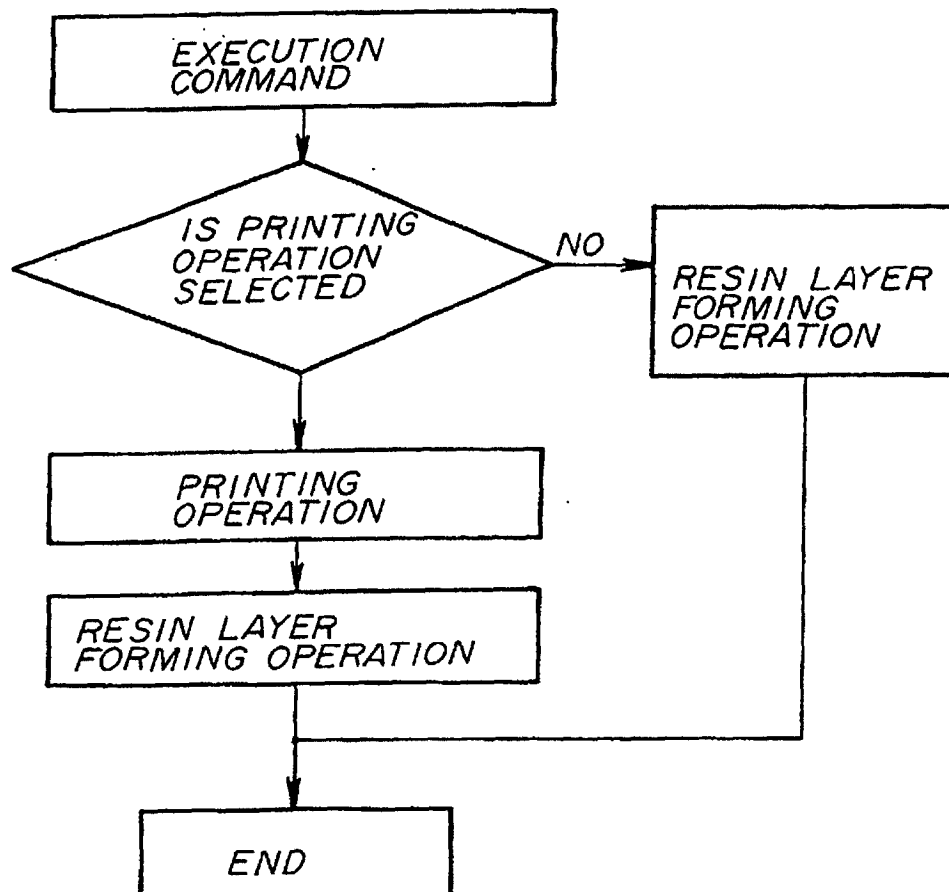 EXECUTION
COMMAND
IS PRINTING
OPERATION
SELECTED
NO
RESIN LAYER
FORMING
OPERATION
PRINTING
OPERATION
RESIN LAYER
FORMING OPERATION
END